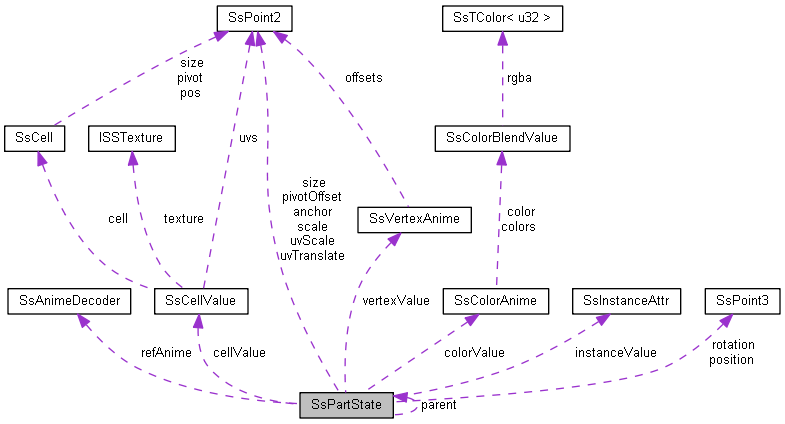 SsPoint2
SsTColor< u32 >
size
pivot
pos
offsets
rgba
SsCell
ISSTexture
uvs
SsColorBlendValue
size
pivotOffset
anchor
scale
uvScale
uvTranslate
cell
texture
SsVertexAnime
color
colors
SsAnimeDecoder
SsCellValue
vertexValue
SsColorAnime
SsInstanceAttr
SsPoint3
refAnime
cellValue
colorValue
instanceValue
rotation
position
SsPartState
parent